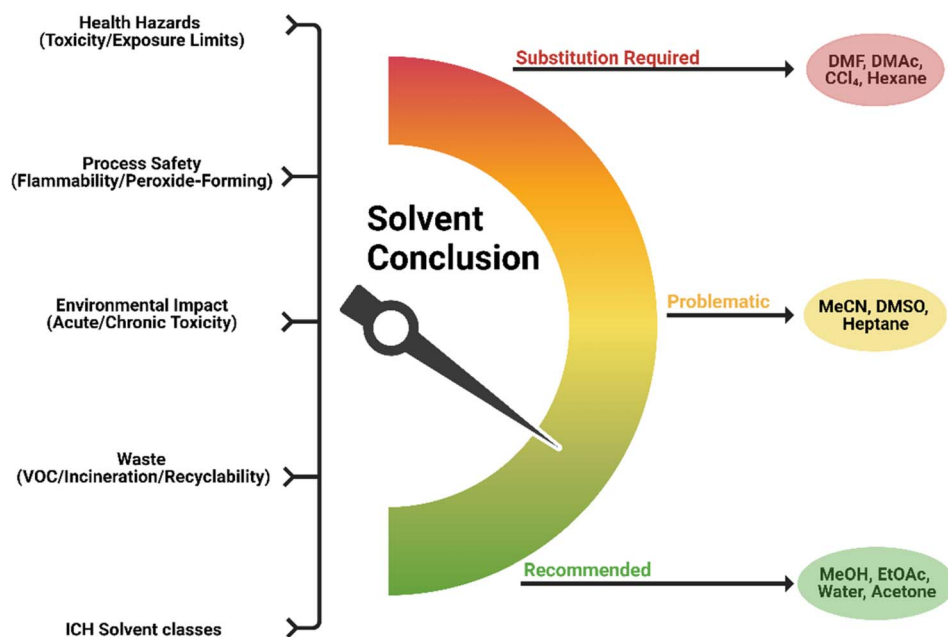 Health Hazards
(Toxicity/Exposure Limits)
Process Safety
(Flammability/Peroxide-Forming)
Environmental Impact
(Acute/Chronic Toxicity)
Waste
(VOC/Incineration/Recyclability)
ICH Solvent classes
Solvent
Conclusion
Substitution Required
DMF, DMAc,
CCl₄, Hexane
Problematic
MeCN, DMSO,
Heptane
Recommended
MeOH, EtOAc,
Water, Acetone